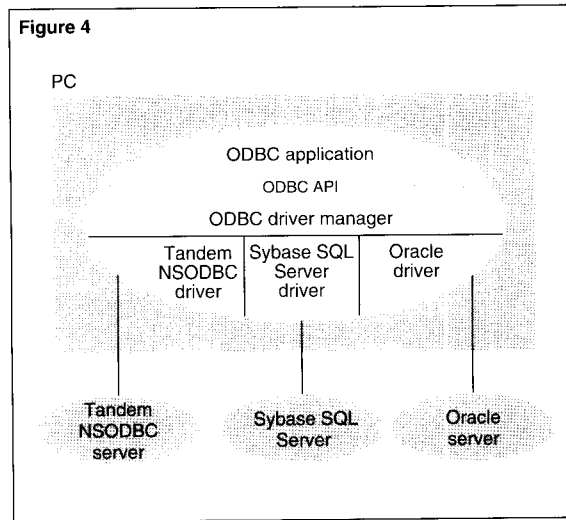 Figure 4
PC
ODBC application
ODBC API
ODBC driver manager
Tandem
NSODBC
driver
Sybase SQL
Server
driver
Oracle
driver
Tandem
NSODBC
server
Sybase SQL
Server
Oracle
server